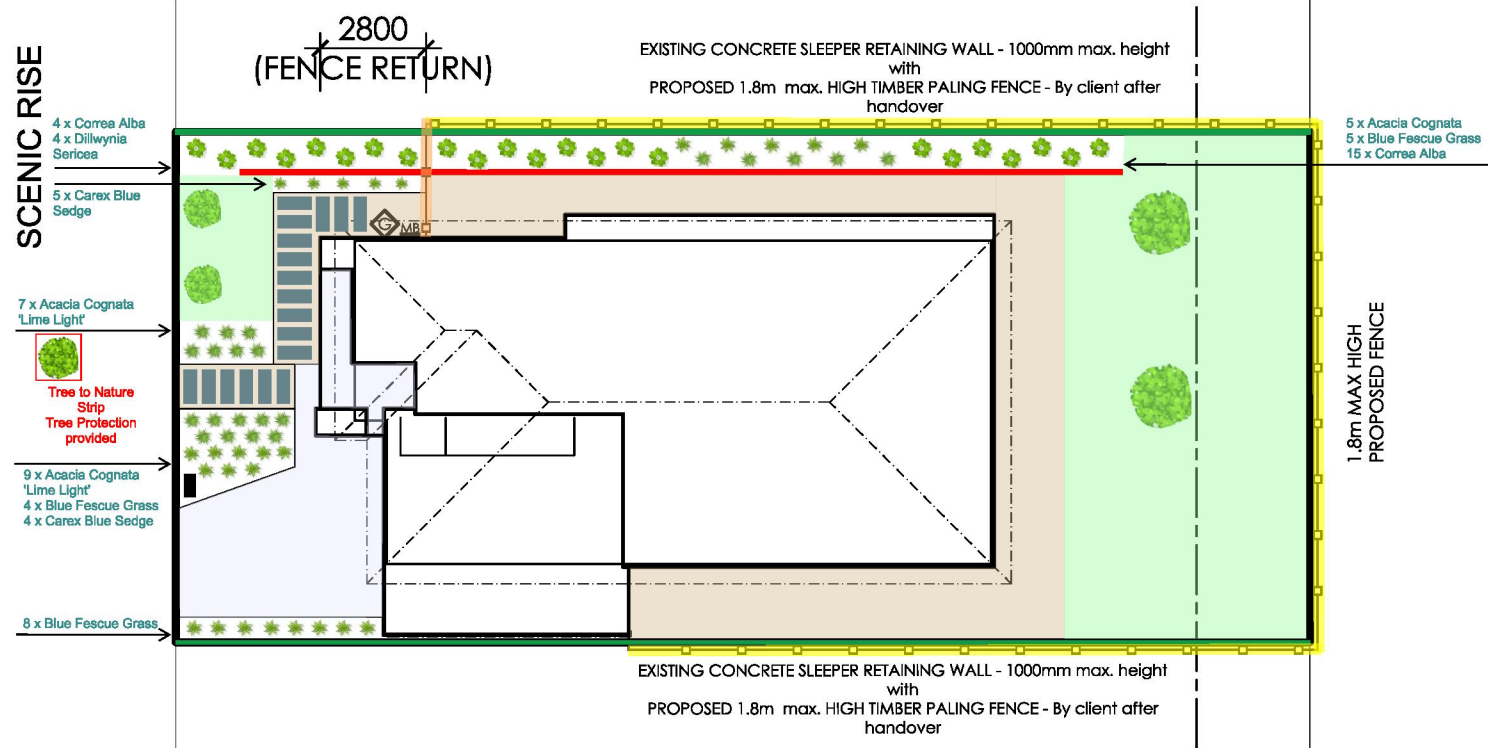 2800
(FENCE RETURN)
EXISTING CONCRETE SLEEPER RETAINING WALL - 1000mm max. height
with
PROPOSED 1.8m max. HIGH TIMBER PALING FENCE - By client after
handover
SCENIC RISE
4 x Correa Alba
4 x Dillwynia
Sericea
5 x Carex Blue
Sedge
5 x Acacia Cognata
5 x Blue Fescue Grass
15 x Correa Alba
G
MB
7 x Acacia Cognata
'Lime Light'
Tree to Nature
Strip
Tree Protection
provided
9 x Acacia Cognata
'Lime Light'
4 x Blue Fescue Grass
4 x Carex Blue Sedge
8 x Blue Fescue Grass
1.8m MAX HIGH
PROPOSED FENCE
EXISTING CONCRETE SLEEPER RETAINING WALL - 1000mm max. height
with
PROPOSED 1.8m max. HIGH TIMBER PALING FENCE - By client after
handover